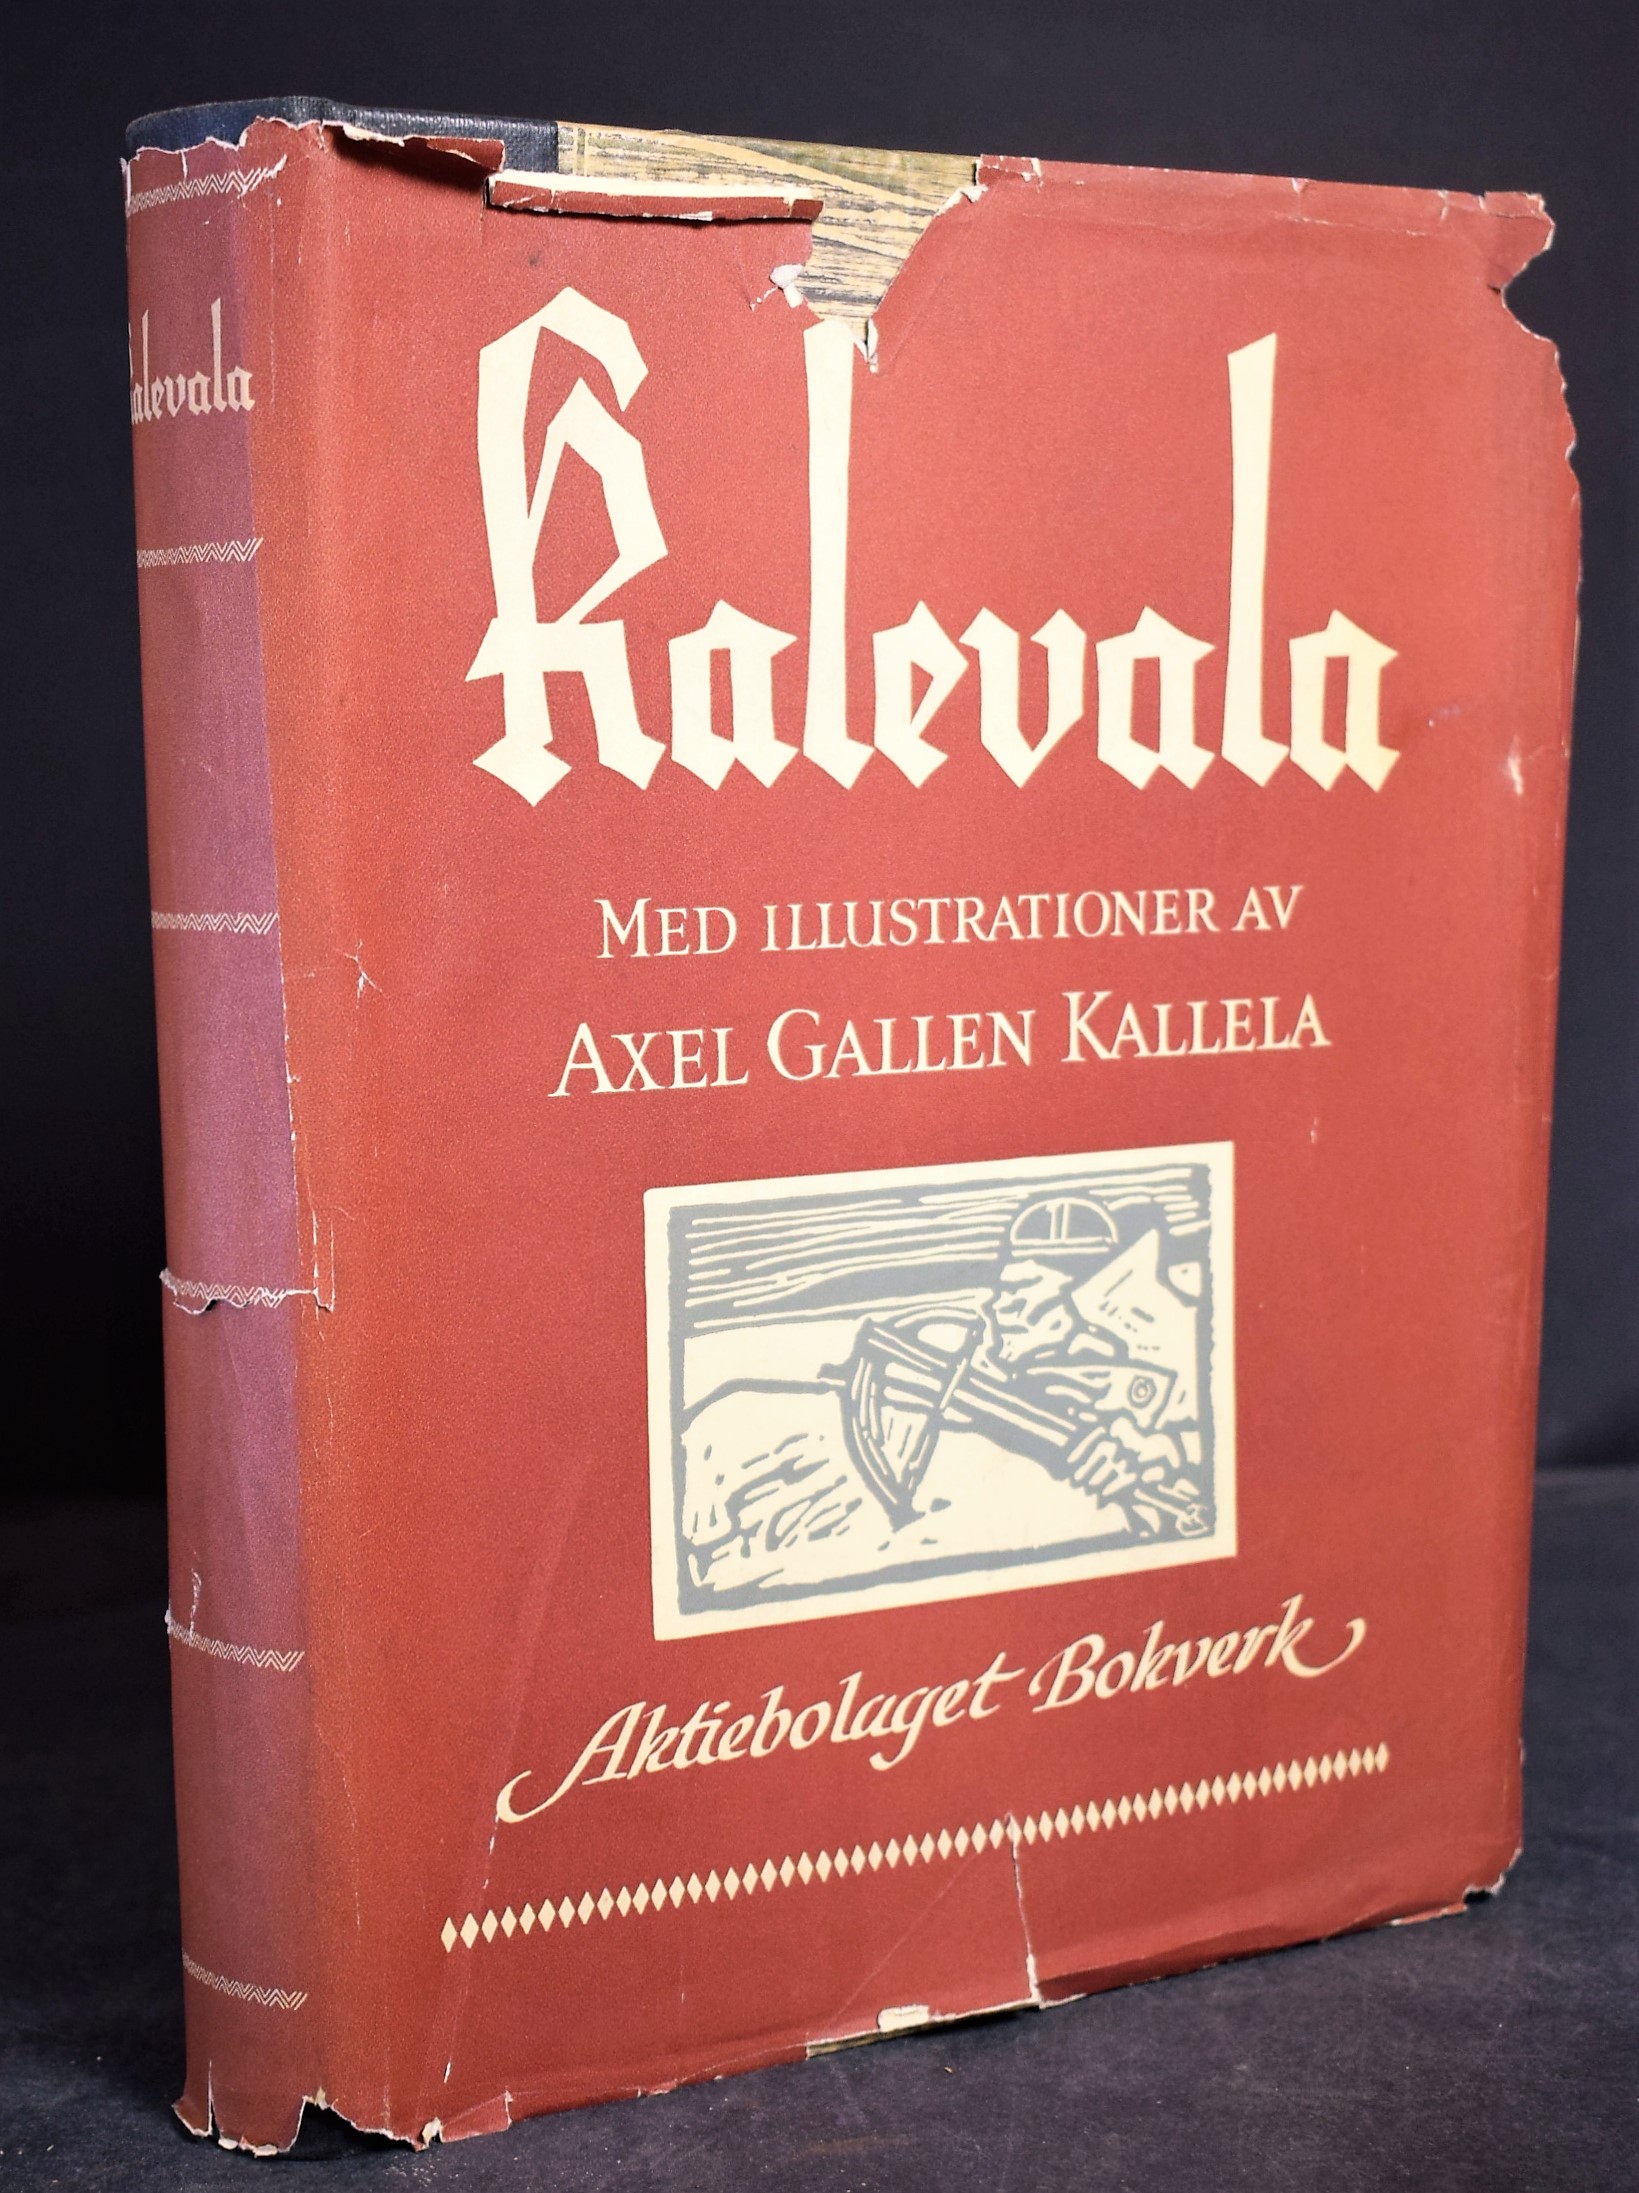 Kalevala
Kalevala
MED ILLUSTRATIONER AV
AXEL GALLEN KALLELA
Aktiebolaget Bokverk